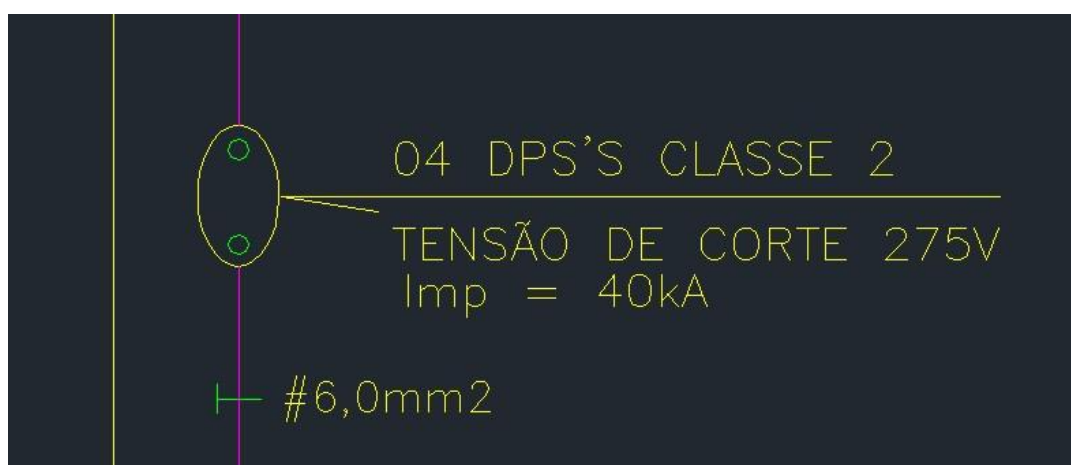 04 DPS'S CLASSE 2
TENSÃO DE CORTE 275V
Imp = 40kA
#6,0mm2